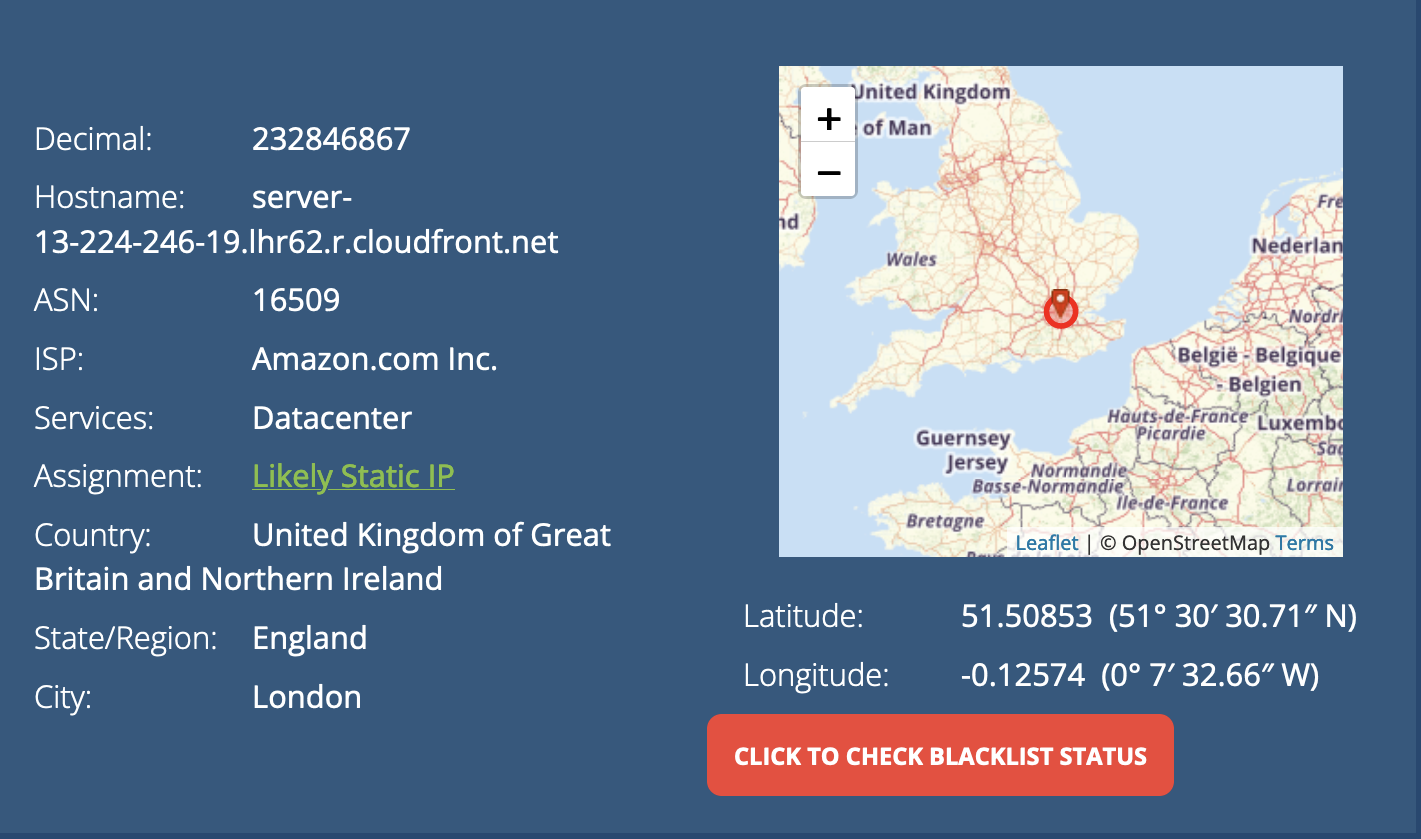 Decimal: 232846867
Hostname: server-
13-224-246-19.lhr62.r.cloudfront.net
ASN: 16509
ISP: Amazon.com Inc.
Services: Datacenter
Assignment: Likely Static IP
Country: United Kingdom of Great
Britain and Northern Ireland
State/Region: England
City: London
+
−
United Kingdom
of Man
nd
Wales
Fre
Nederlan
Nordri
België - Belgique
- Belgien
Hauts-de-France
Picardie
Luxembo
Saa
Guernsey
Jersey
Normandie
Basse-Normandie
Lorrain
Île-de-France
Bretagne
Leaflet | © OpenStreetMap Terms
Latitude: 51.50853 (51° 30′ 30.71″ N)
Longitude: -0.12574 (0° 7′ 32.66″ W)
CLICK TO CHECK BLACKLIST STATUS